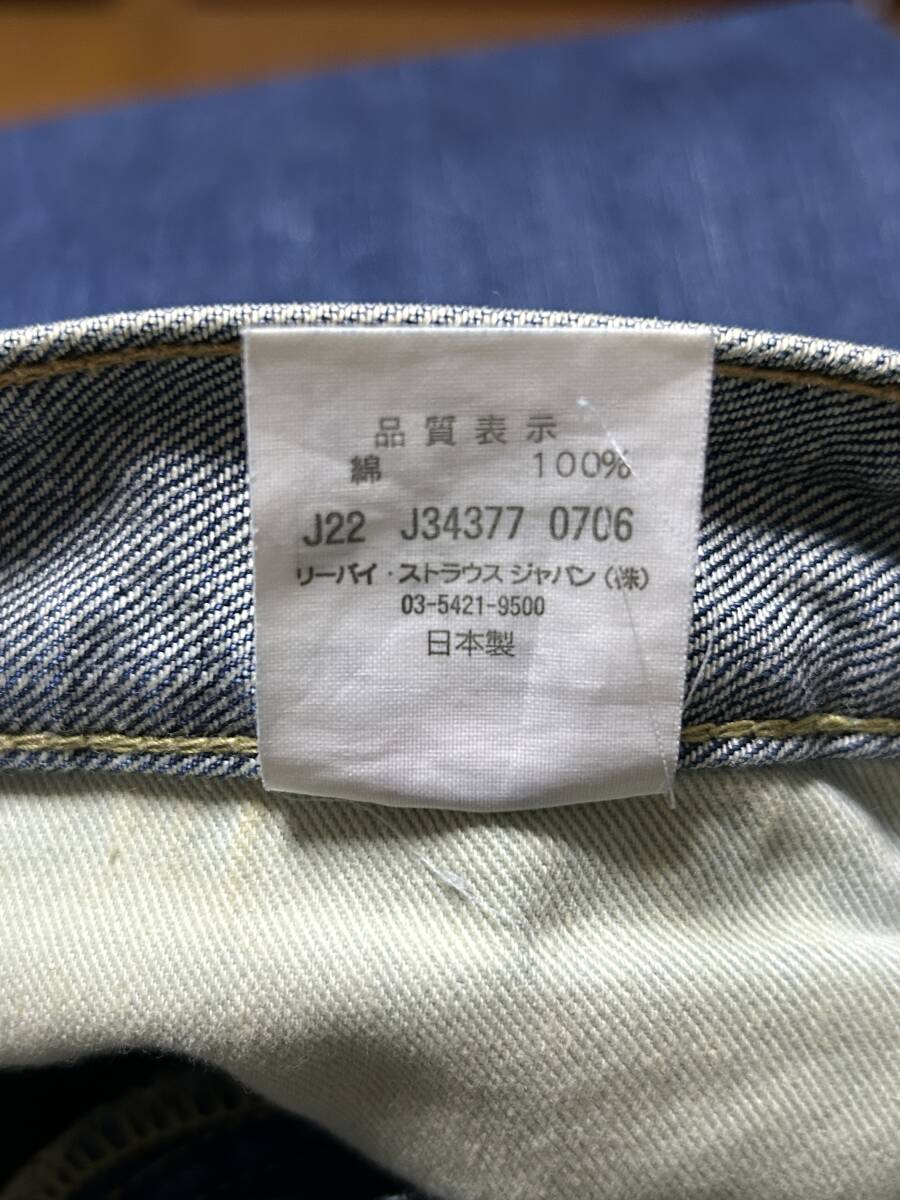 品質表示
綿 100%
J22 J34377 0706
リーバイ・ストラウス ジャパン(株)
03-5421-9500
日本製